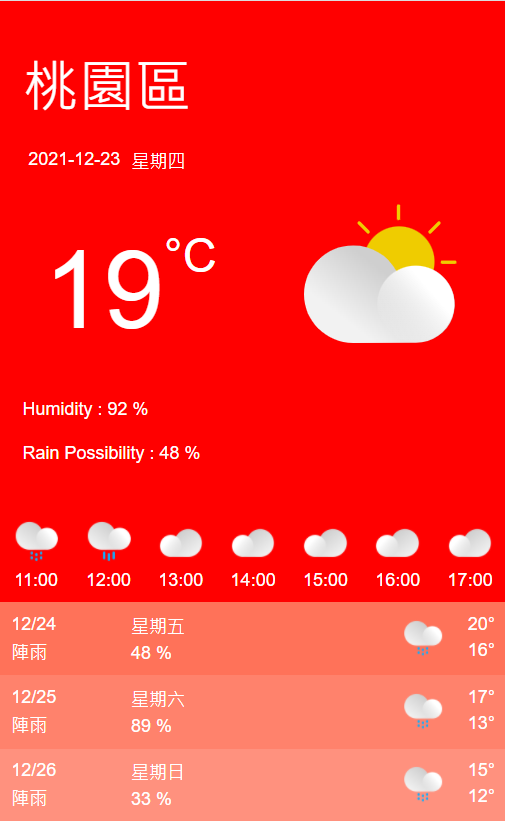 桃園區
2021-12-23 星期四
19°C
Humidity : 92 %
Rain Possibility : 48 %
11:00 12:00 13:00 14:00 15:00 16:00 17:00
12/24 星期五 20°
陣雨 48 % 16°
12/25 星期六 17°
陣雨 89 % 13°
12/26 星期日 15°
陣雨 33 % 12°